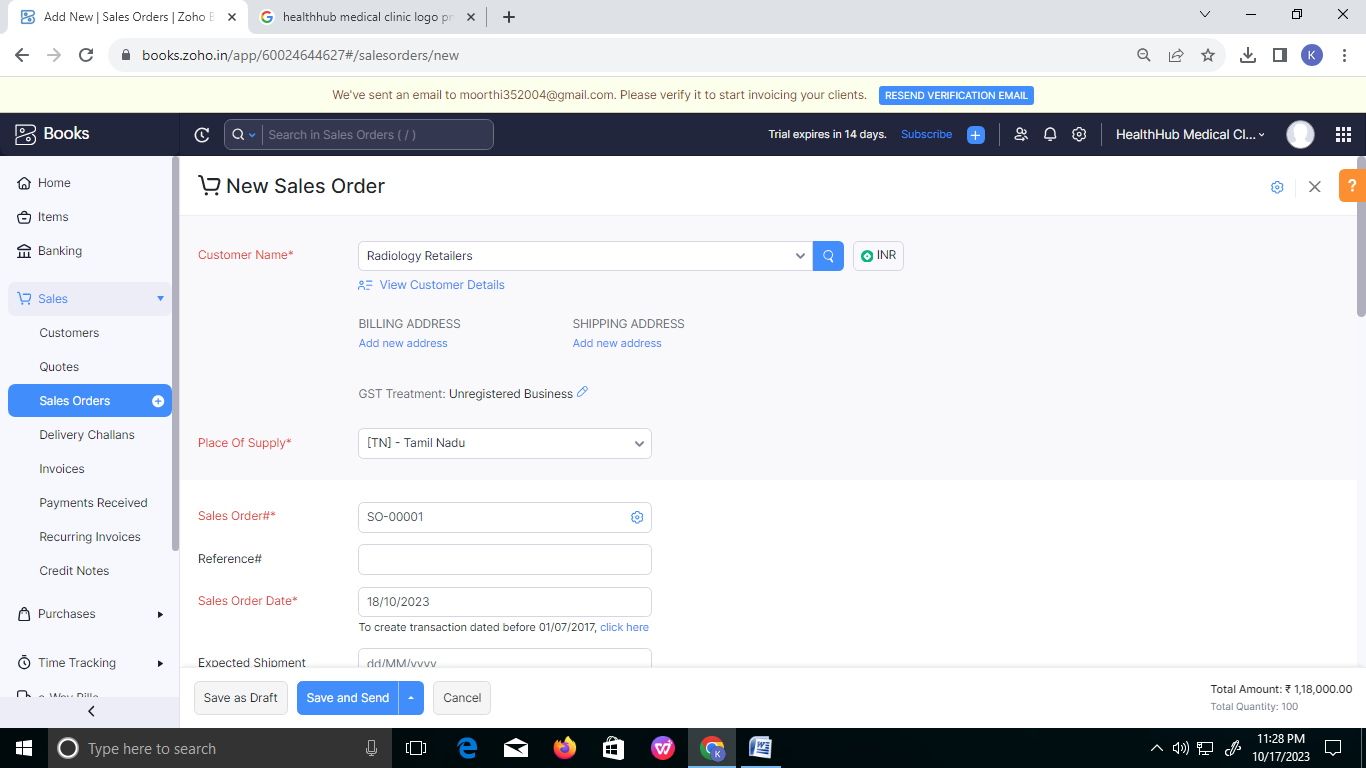 Add New | Sales Orders | Zoho B
healthhub medical clinic logo pn
books.zoho.in/app/60024644627#/salesorders/new
K
We've sent an email to moorthi352004@gmail.com. Please verify it to start invoicing your clients.
RESEND VERIFICATION EMAIL
Books
Search in Sales Orders ( / )
Trial expires in 14 days.
Subscribe
HealthHub Medical Cl...
Home
Items
Banking
Sales
Customers
Quotes
Sales Orders
Delivery Challans
Invoices
Payments Received
Recurring Invoices
Credit Notes
Purchases
Time Tracking
e-Way Bills
New Sales Order
?
Customer Name*
Radiology Retailers
INR
View Customer Details
BILLING ADDRESS
Add new address
SHIPPING ADDRESS
Add new address
GST Treatment: Unregistered Business
Place Of Supply*
[TN] - Tamil Nadu
Sales Order#*
SO-00001
Reference#
Sales Order Date*
18/10/2023
To create transaction dated before 01/07/2017, click here
Expected Shipment
dd/MM/yyyy
Save as Draft
Save and Send
Cancel
Total Amount: ₹ 1,18,000.00
Total Quantity: 100
Type here to search
11:28 PM
10/17/2023